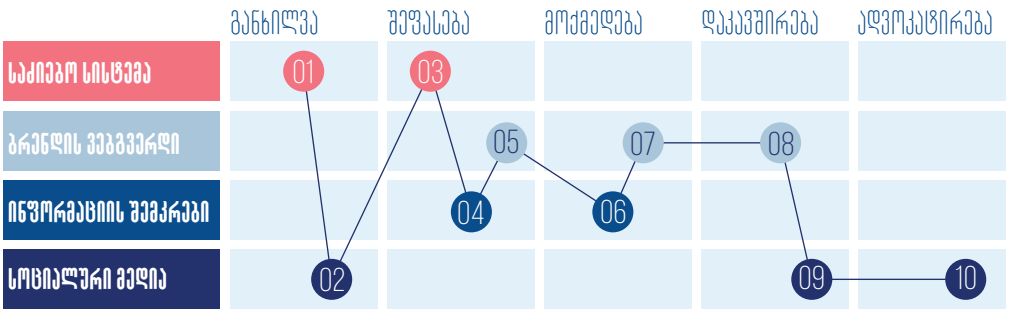 განხილვა შეფასება მოქმედება დაკავშირება ადვოკატირება
საძიებო სისტემა 01 03
ბრენდის ვებგვერდი 05 07 08
ინფორმაციის შემკრები 04 06
სოციალური მედია 02 09 10